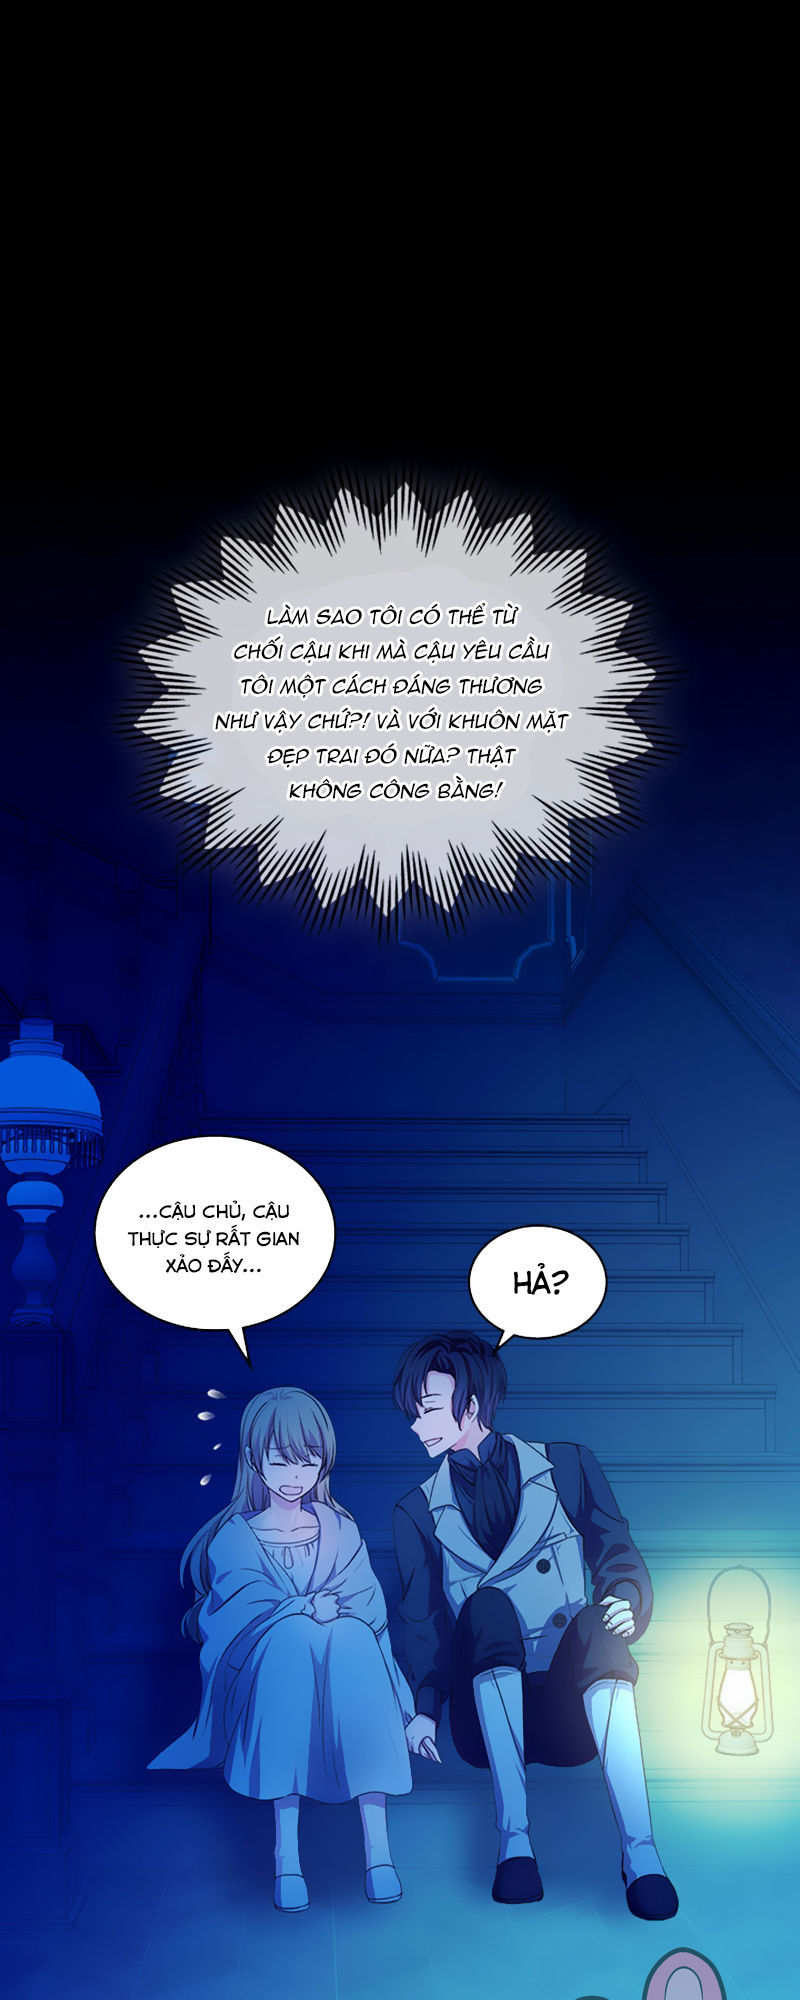 LÀM SAO TÔI CÓ THỂ TỪ
CHỐI CẬU KHI MÀ CẬU YÊU CẦU
TÔI MỘT CÁCH ĐÁNG THƯƠNG
NHƯ VẬY CHỨ?! VÀ VỚI KHUÔN MẶT
ĐẸP TRAI ĐÓ NỮA? THẬT
KHÔNG CÔNG BẰNG!
...CẬU CHỦ, CẬU
THỰC SỰ RẤT GIAN
XẢO ĐẤY...
HẢ?